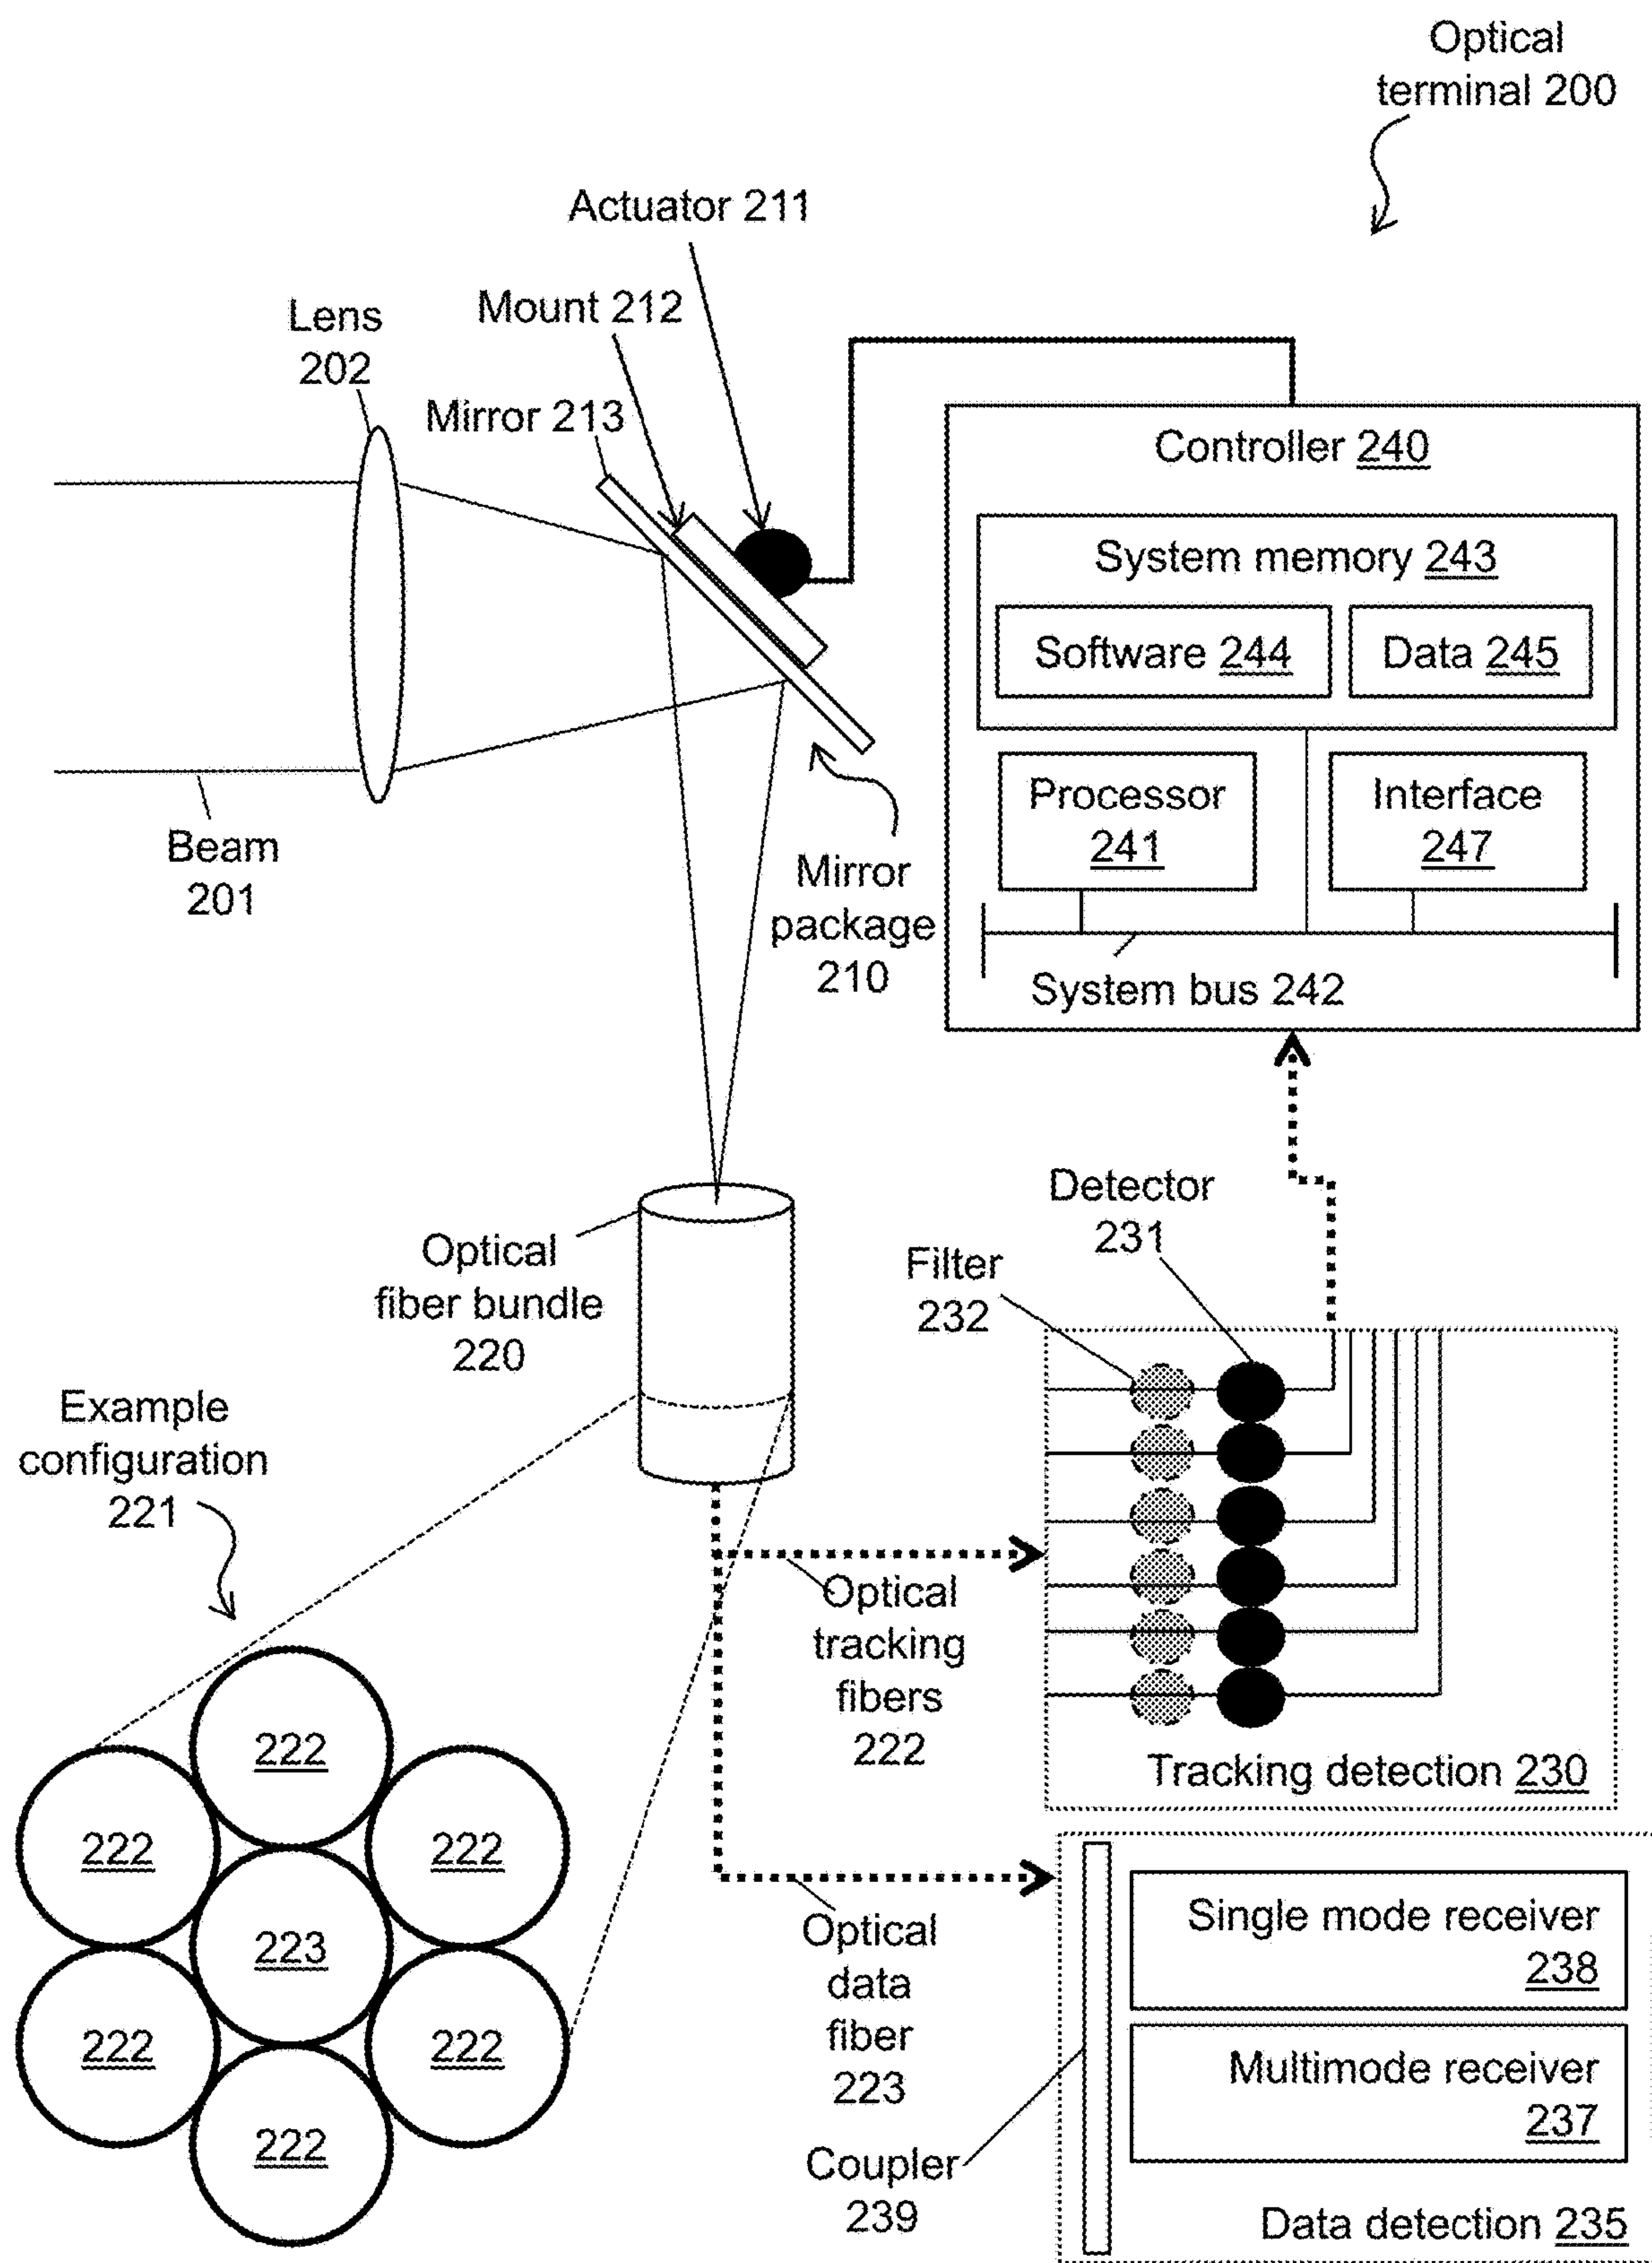 Optical
terminal 200
Actuator 211
Mount 212
Lens
202
Mirror 213
Controller 240
System memory 243
Software 244
Data 245
Processor
241
Interface
247
System bus 242
Beam
201
Mirror
package
210
Detector
231
Filter
232
Optical
fiber bundle
220
Example
configuration
221
Optical
tracking
fibers
222
Tracking detection 230
222
222
222
223
222
222
222
Optical
data
fiber
223
Single mode receiver
238
Multimode receiver
237
Coupler
239
Data detection 235